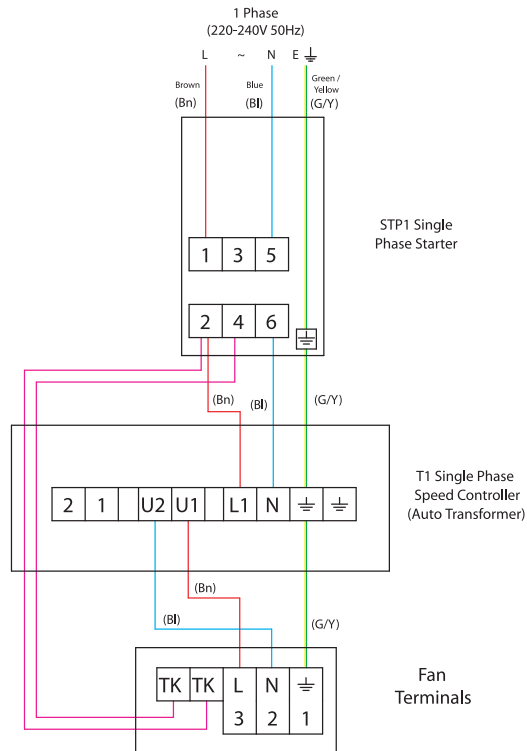 1 Phase
(220-240V 50Hz)
L ~ N E
Brown
(Bn)
Blue
(Bl)
Green /
Yellow
(G/Y)
1 3 5
STP1 Single
Phase Starter
2 4 6
(Bn)
(Bl)
(G/Y)
2 1 U2 U1 L1 N
T1 Single Phase
Speed Controller
(Auto Transformer)
(Bn)
(Bl)
(G/Y)
TK TK L N
3 2 1
Fan
Terminals